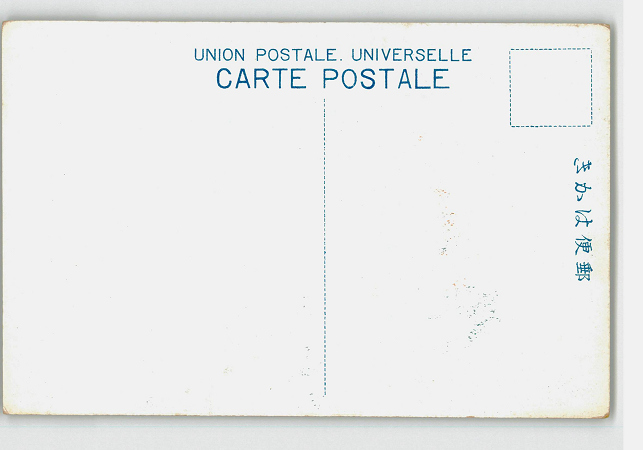 UNION POSTALE. UNIVERSELLE
CARTE POSTALE
きかは便郵